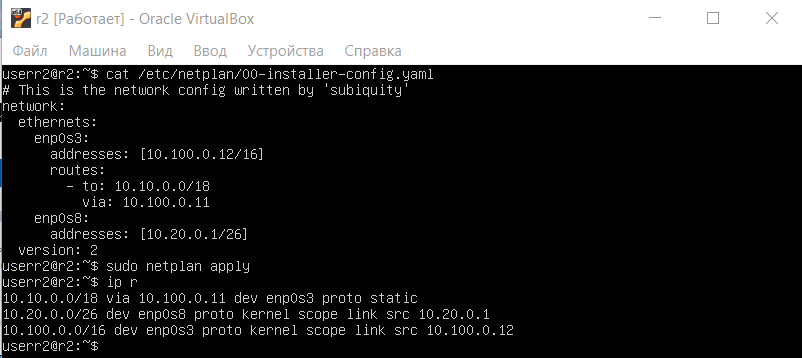 r2 [Работает] - Oracle VirtualBox
Файл Машина Вид Ввод Устройства Справка
userr2@r2:~$ cat /etc/netplan/00-installer-config.yaml
# This is the network config written by 'subiquity'
network:
  ethernets:
    enp0s3:
      addresses: [10.100.0.12/16]
      routes:
        - to: 10.10.0.0/18
          via: 10.100.0.11
    enp0s8:
      addresses: [10.20.0.1/26]
  version: 2
userr2@r2:~$ sudo netplan apply
userr2@r2:~$ ip r
10.10.0.0/18 via 10.100.0.11 dev enp0s3 proto static
10.20.0.0/26 dev enp0s8 proto kernel scope link src 10.20.0.1
10.100.0.0/16 dev enp0s3 proto kernel scope link src 10.100.0.12
userr2@r2:~$